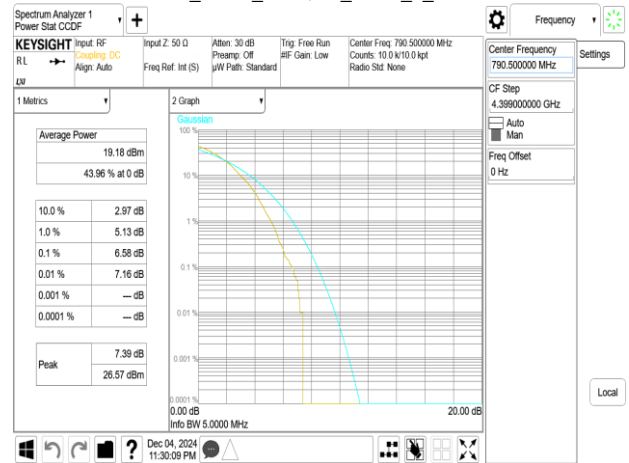 Spectrum Analyzer 1
Power Stat CCDF
KEYSIGHT
RL
Input: RF
Coupling: DC
Align: Auto
Input Z: 50 Ω
Freq Ref: Int (S)
Atten: 30 dB
Preamp: Off
µW Path: Standard
Trig: Free Run
#IF Gain: Low
Center Freq: 790.500000 MHz
Counts: 10.0 k/10.0 kpt
Radio Std: None
Frequency
Settings
Center Frequency
790.500000 MHz
CF Step
4.399000000 GHz
Auto
Man
Freq Offset
0 Hz
Local
1 Metrics
Average Power
19.18 dBm
43.96 % at 0 dB
10.0 % 2.97 dB
1.0 % 5.13 dB
0.1 % 6.58 dB
0.01 % 7.16 dB
0.001 % --- dB
0.0001 % --- dB
Peak
7.39 dB
26.57 dBm
2 Graph
Gaussian
100 %
10 %
1 %
0.1 %
0.01 %
0.001 %
0.0001 %
0.00 dB 20.00 dB
Info BW 5.0000 MHz
Dec 04, 2024
11:30:09 PM